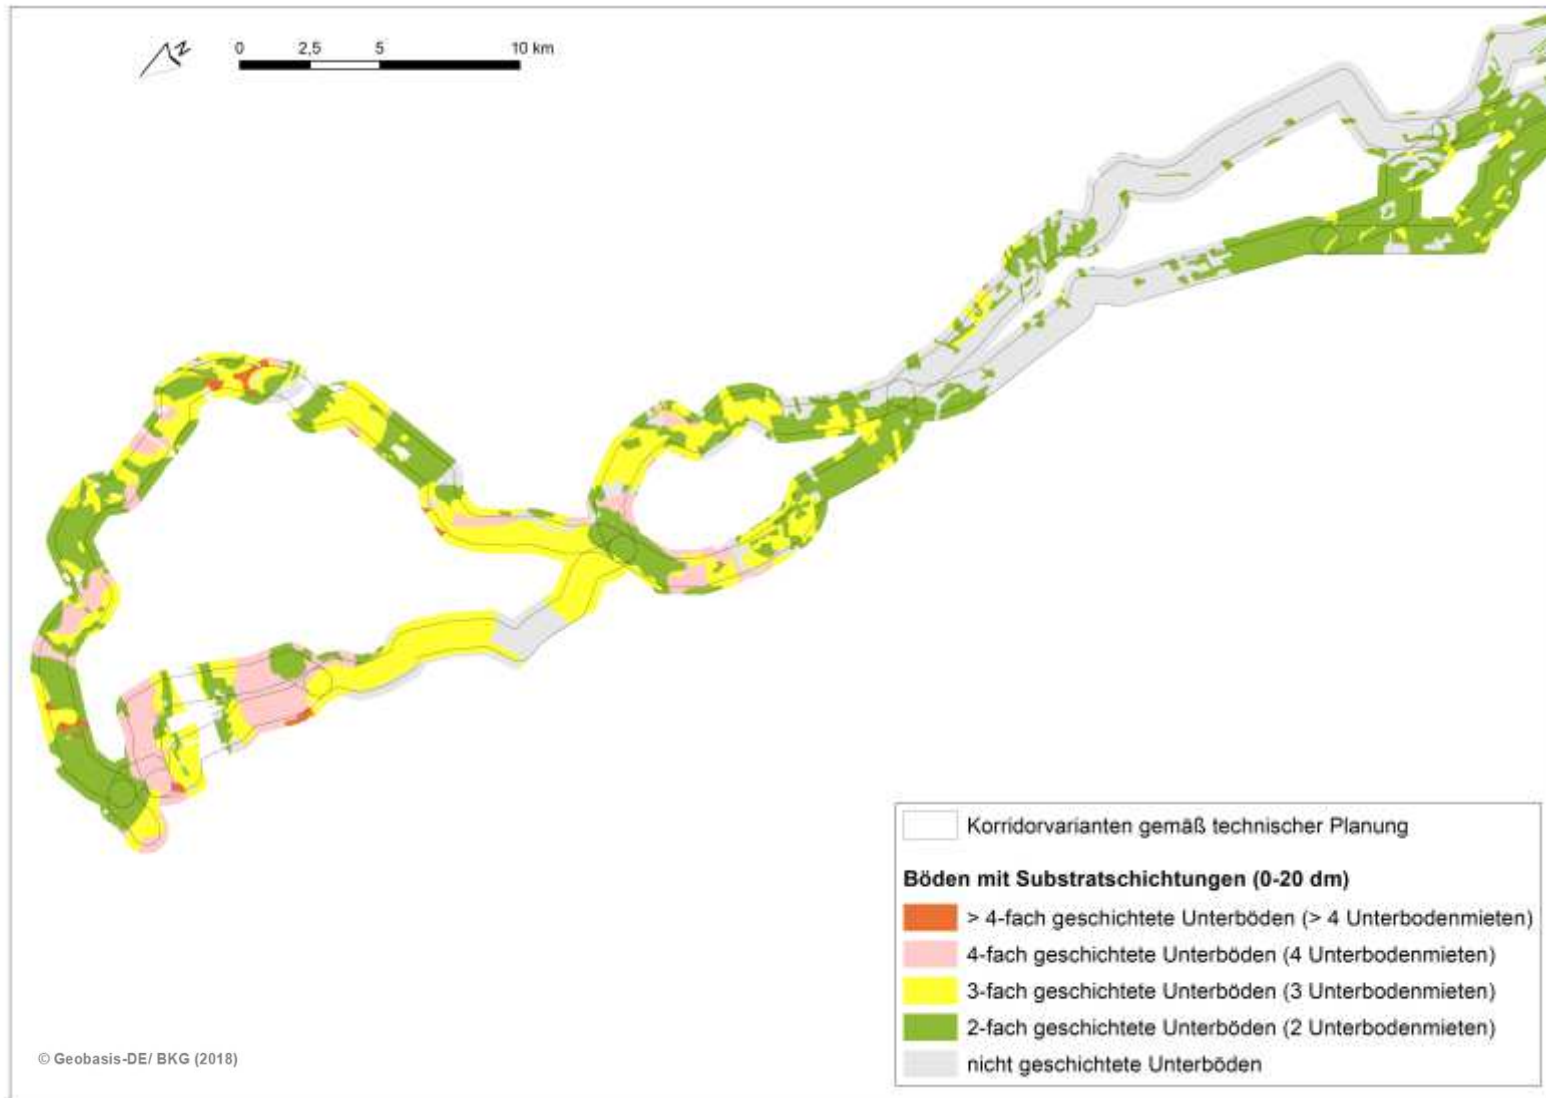 N
0 2,5 5 10 km
Korridorvarianten gemäß technischer Planung
Böden mit Substratschichtungen (0-20 dm)
> 4-fach geschichtete Unterböden (> 4 Unterbodenmieten)
4-fach geschichtete Unterböden (4 Unterbodenmieten)
3-fach geschichtete Unterböden (3 Unterbodenmieten)
2-fach geschichtete Unterböden (2 Unterbodenmieten)
nicht geschichtete Unterböden
© Geobasis-DE/ BKG (2018)